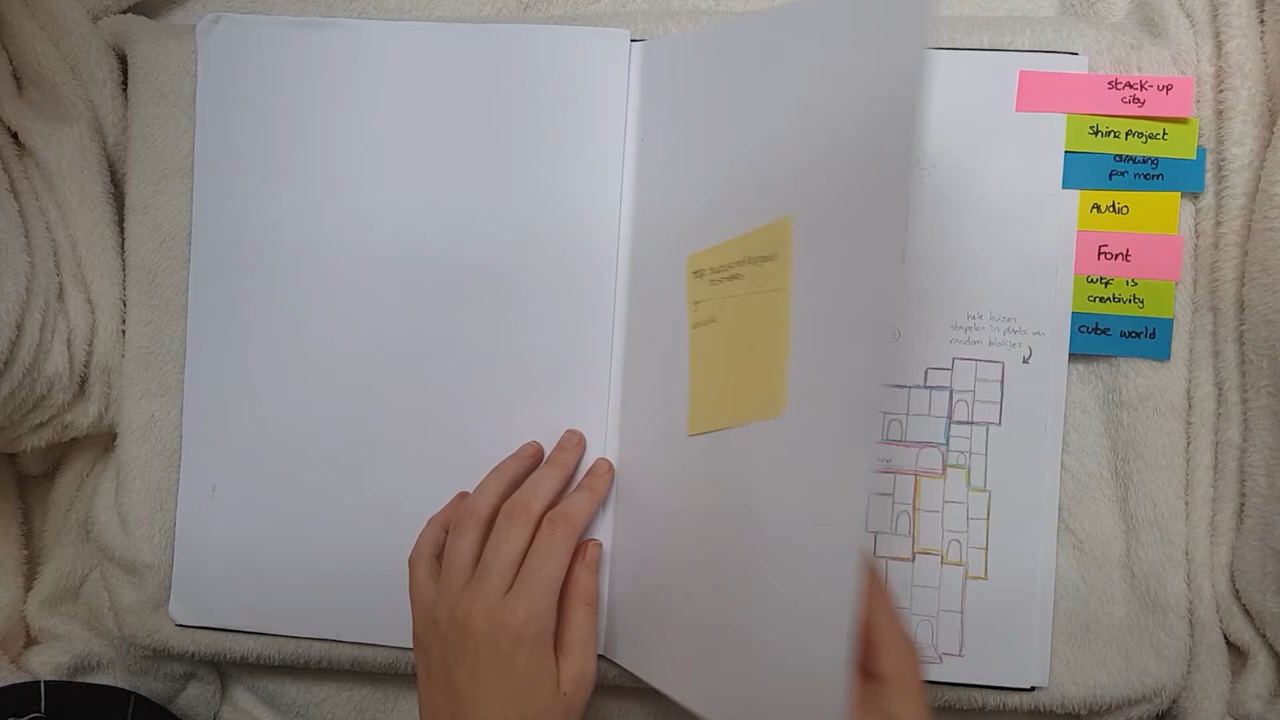 stAck-up
city
shine project
drawing
for mom
Audio
Font
wtf is
creativity
cube world
hele huizen
stapelen in plaats van
random blokjes
3